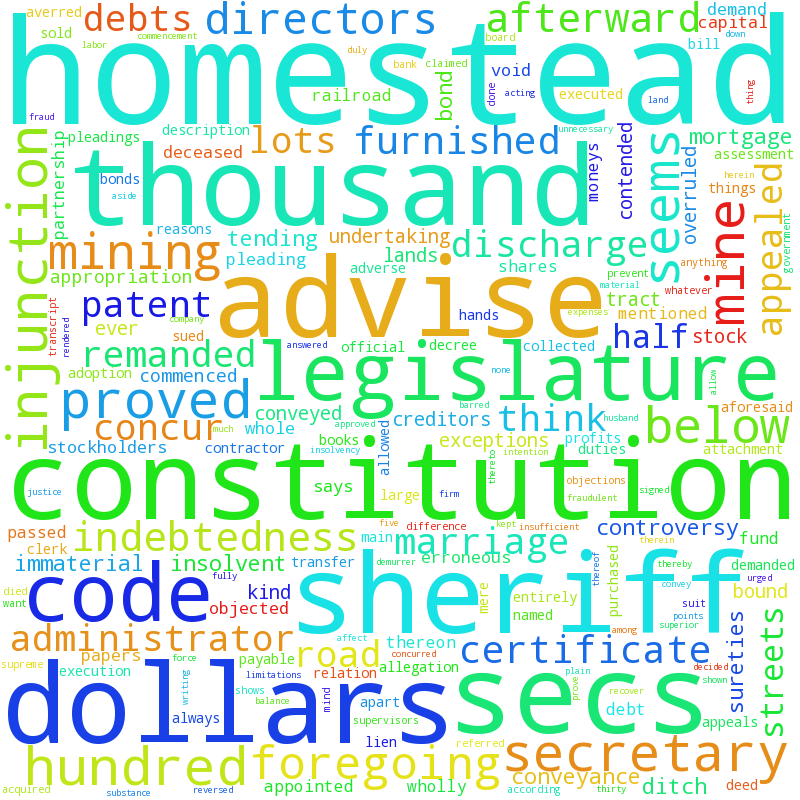 averred
debts
directors
afterward
demand
capital
sold
labor
commencement
duly
board
bill
down
homestead
bank
claimed
void
railroad
bond
done
acting
executed
land
thing
fraud
pleadings
description
lots
furnished
unnecessary
mortgage
deceased
partnership
bonds
thousand
moneys
contended
seems
assessment
aside
herein
things
overruled
reasons
tending
undertaking
discharge
mine
appealed
government
injunction
mining
pleading
lands
adverse
shares
anything
appropriation
prevent
material
whatever
patent
advise
tract
ever
company
hands
mentioned
expenses
half
stock
transcript
rendered
sued
answered
official
decree
collected
none
remanded
legislature
adoption
commenced
allow
proved
conveyed
barred
husband
aforesaid
approved
creditors
think
below
concur
whole
much
books
allowed
exceptions
profits
stockholders
contractor
insolvency
thereto
intention
duties
attachment
justice
constitution
says
large
firm
objections
fraudulent
signed
passed
five
difference
kept
insufficient
controversy
fund
clerk
indebtedness
main
marriage
therein
demurrer
erroneous
thereof
thereby
demanded
immaterial
insolvent
transfer
died
fully
want
code
kind
sheriff
mere
entirely
purchased
convey
urged
bound
objected
named
suit
points
superior
administrator
affect
thereon
road
certificate
among
sureties
streets
supreme
papers
concurred
execution
force
payable
relation
allegation
plain
decided
shown
limitations
secs
prove
recover
writing
shows
mind
apart
balance
supervisors
appeals
dollars
always
lien
referred
debt
hundred
foregoing
secretary
conveyance
acquired
substance
reversed
appointed
wholly
according
thirty
ditch
deed